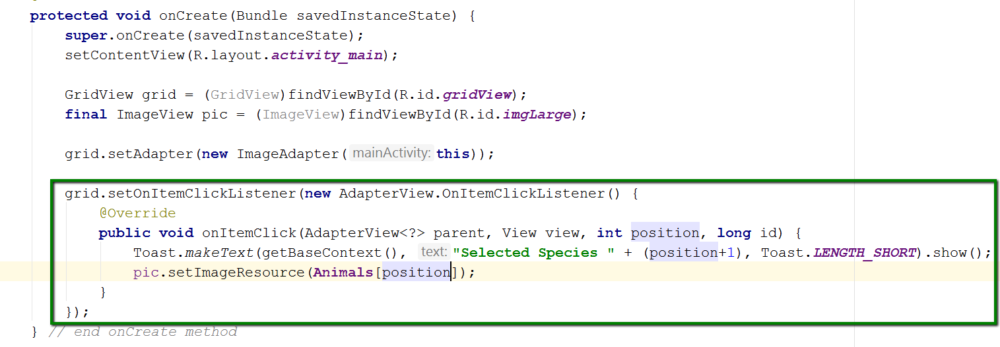 protected void onCreate(Bundle savedInstanceState) {
super.onCreate(savedInstanceState);
setContentView(R.layout.activity_main);
GridView grid = (GridView)findViewById(R.id.gridView);
final ImageView pic = (ImageView)findViewById(R.id.imgLarge);
grid.setAdapter(new ImageAdapter( mainActivity: this));
grid.setOnItemClickListener(new AdapterView.OnItemClickListener() {
@Override
public void onItemClick(AdapterView<?> parent, View view, int position, long id) {
Toast.makeText(getBaseContext(), text: "Selected Species " + (position+1), Toast.LENGTH_SHORT).show();
pic.setImageResource(Animals[position]);
}
});
} // end onCreate method